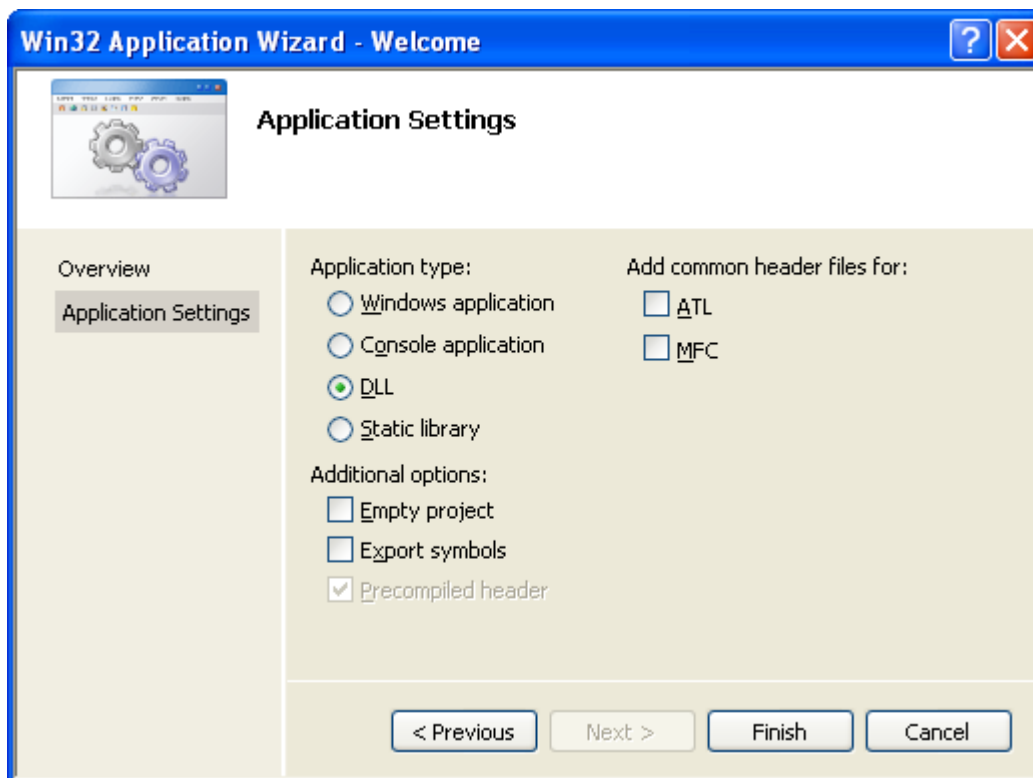 Win32 Application Wizard - Welcome
Application Settings
Overview
Application Settings
Application type:
Windows application
Console application
DLL
Static library
Additional options:
Empty project
Export symbols
Precompiled header
Add common header files for:
ATL
MFC
< Previous
Next >
Finish
Cancel